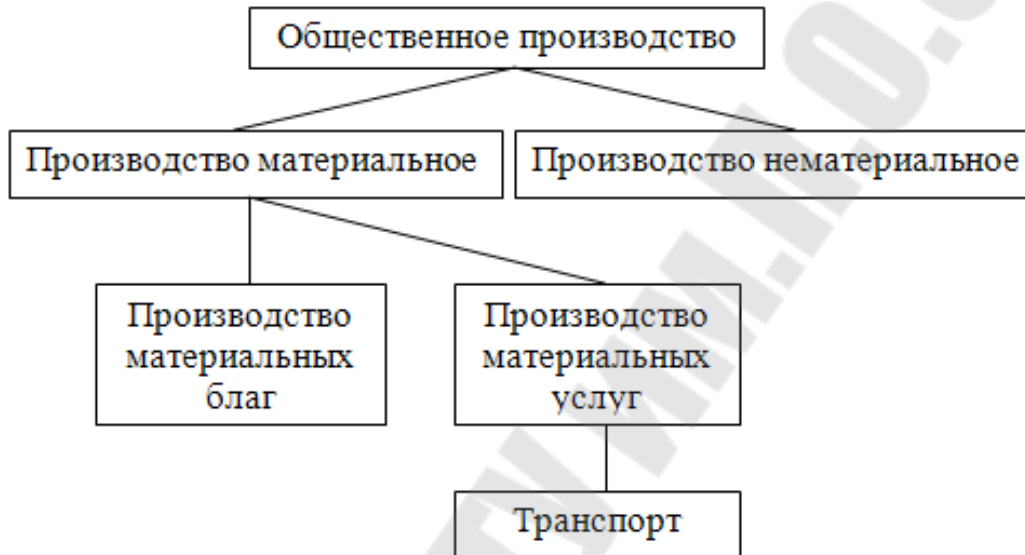 Общественное производство
Производство материальное
Производство нематериальное
Производство
материальных
благ
Производство
материальных
услуг
Транспорт